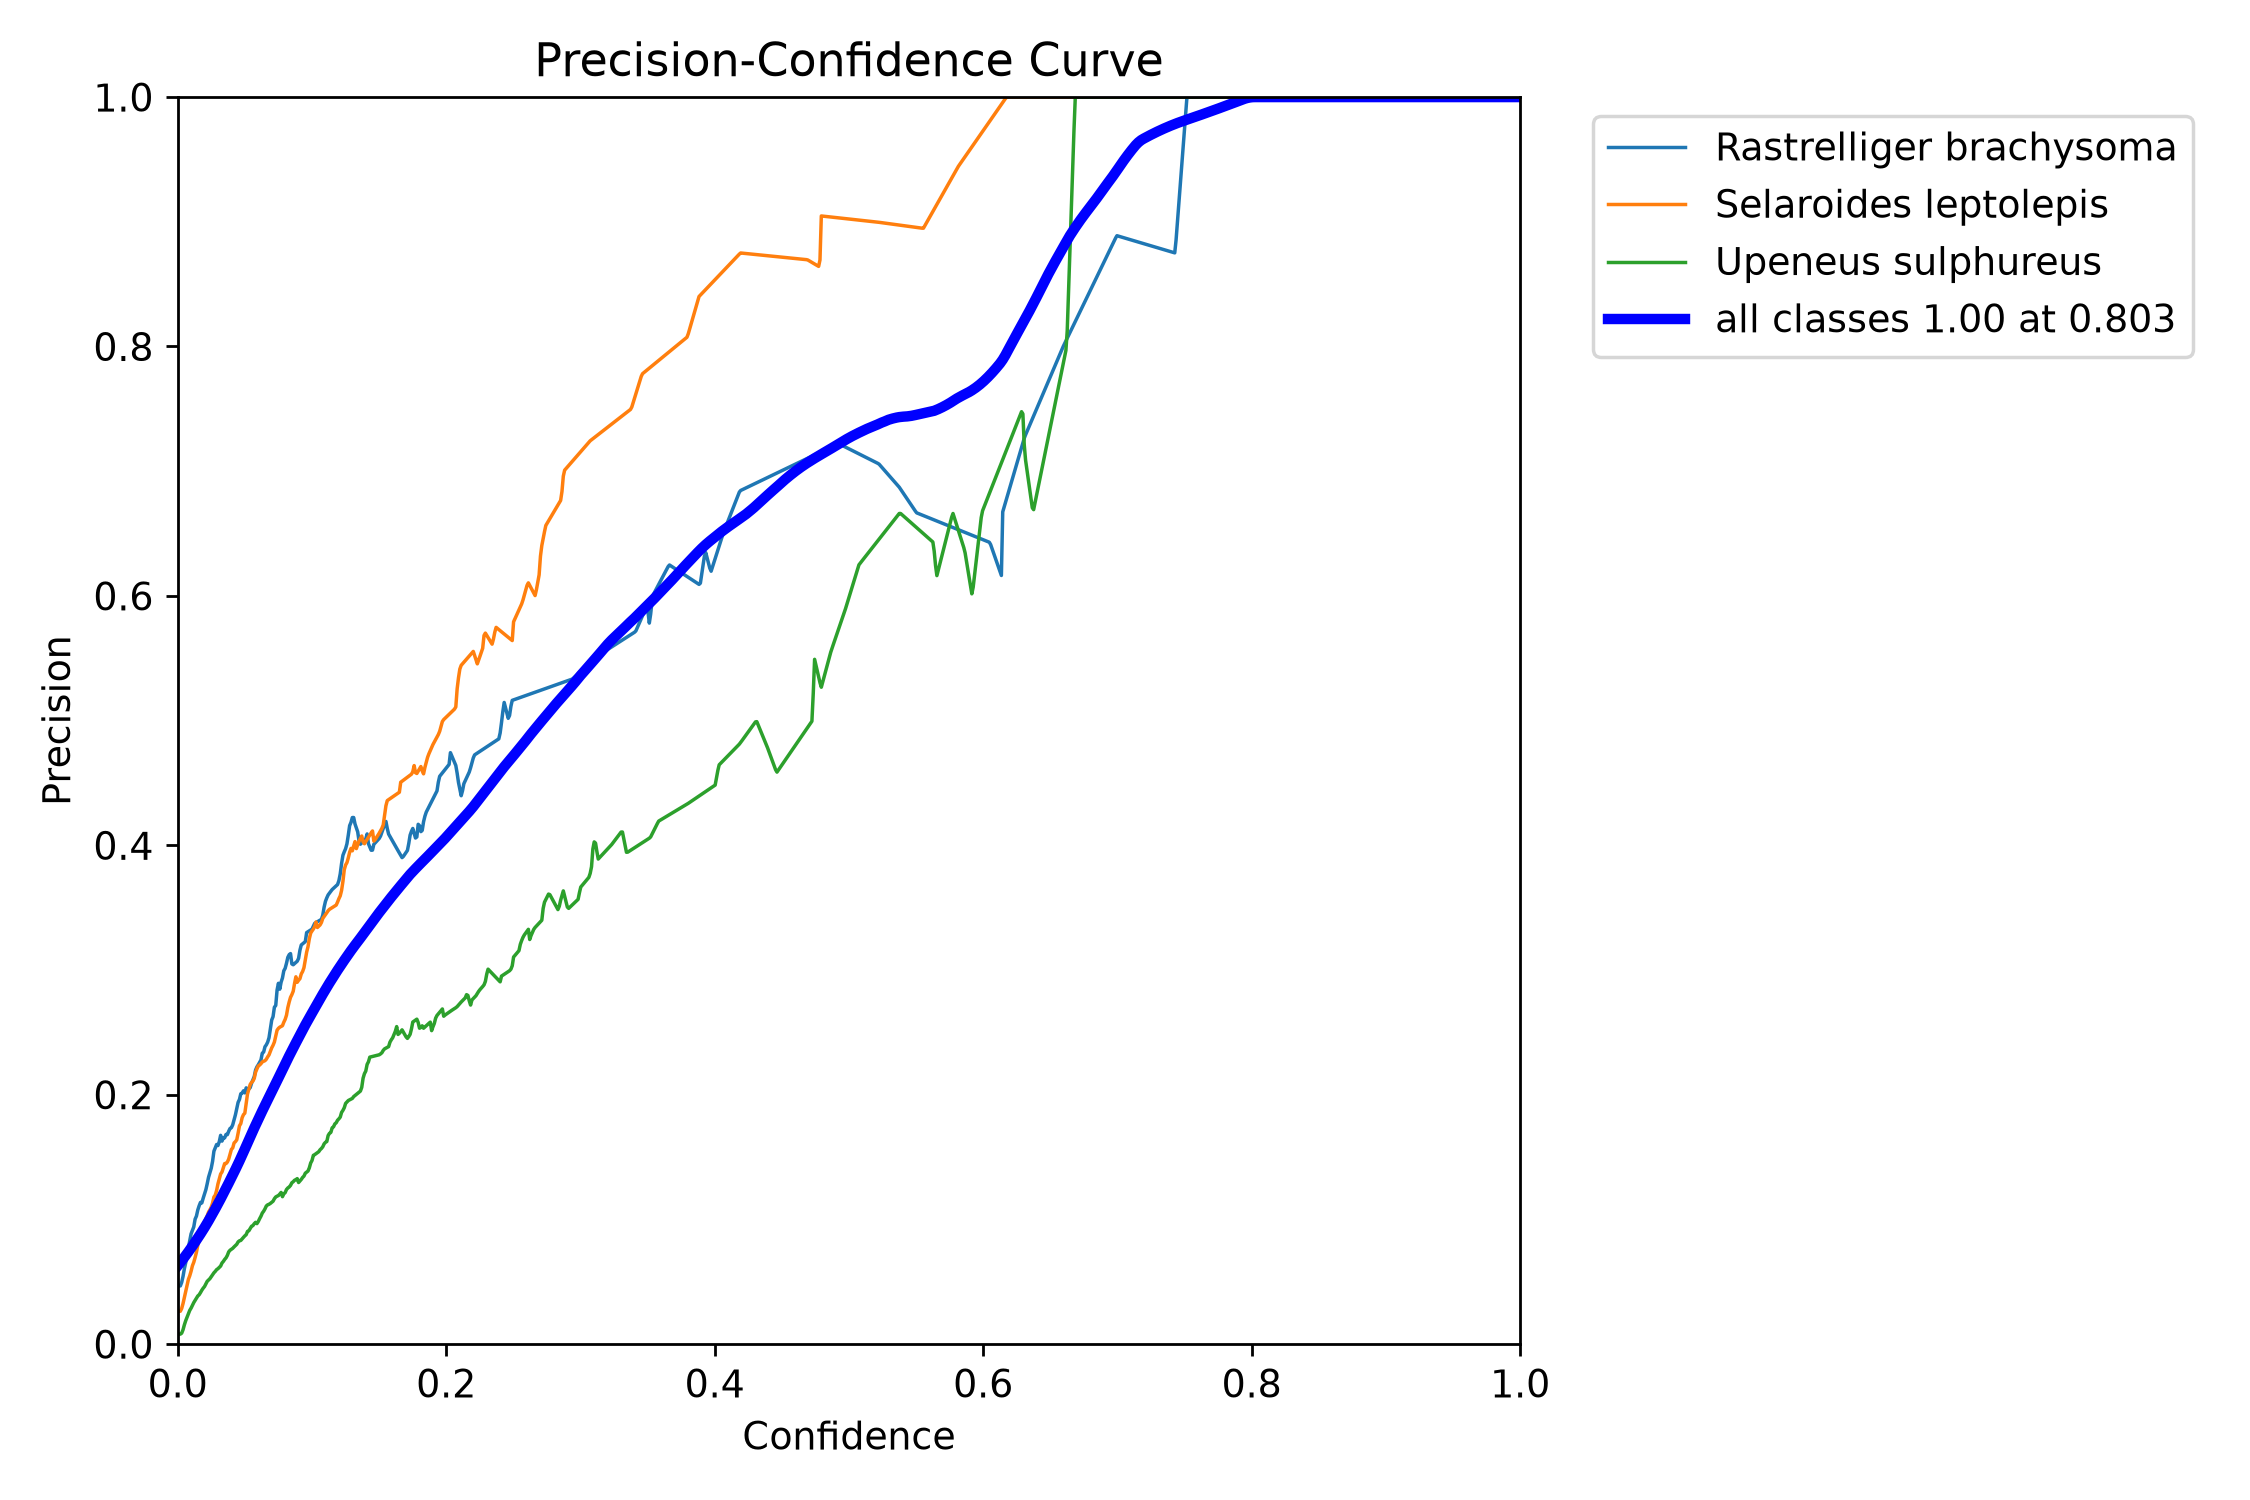 Precision-Confidence Curve
1.0
0.8
0.6
0.4
0.2
0.0
Precision
0.0 0.2 0.4 0.6 0.8 1.0
Confidence
Rastrelliger brachysoma
Selaroides leptolepis
Upeneus sulphureus
all classes 1.00 at 0.803